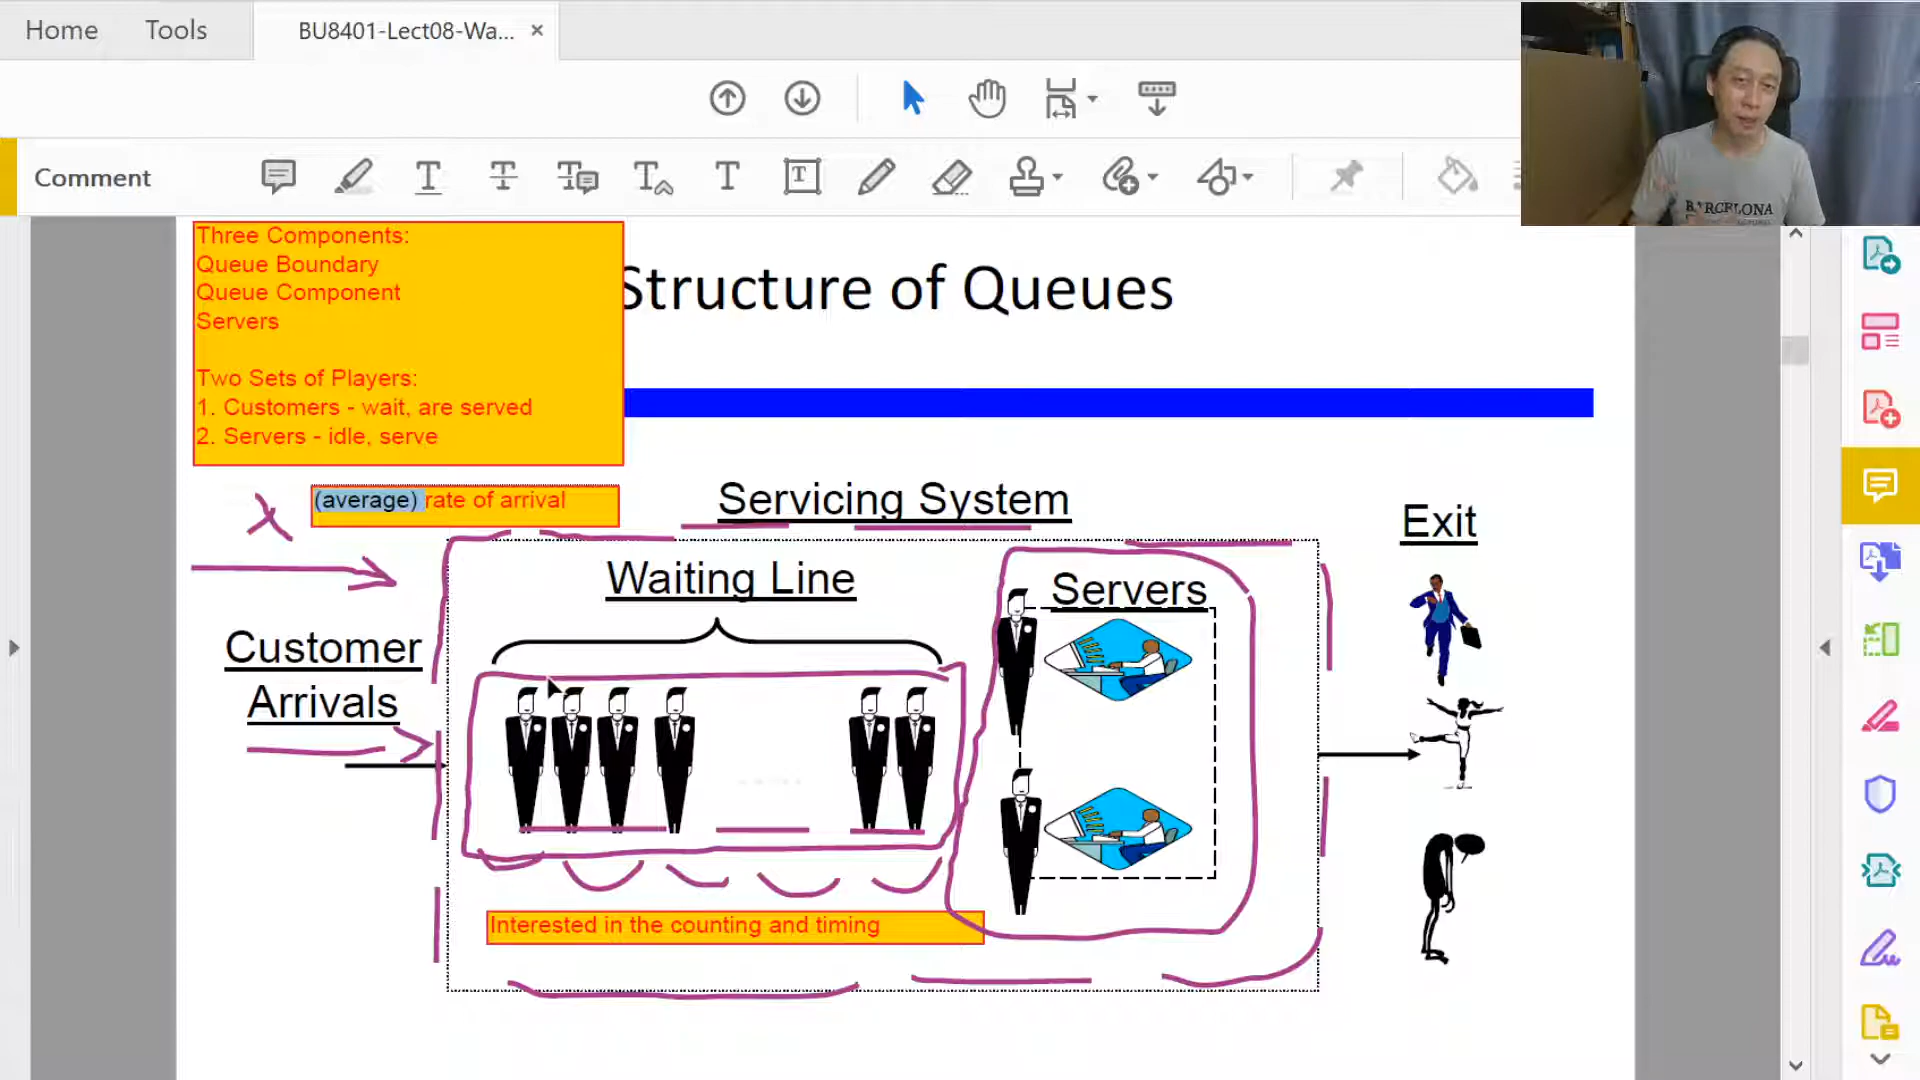 Home
Tools
BU8401-Lect08-Wa... ×
Comment
BARCELONA
Three Components:
Queue Boundary
Queue Component
Servers
Two Sets of Players:
1. Customers - wait, are served
2. Servers - idle, serve
Structure of Queues
λ
(average) rate of arrival
Servicing System
Exit
Waiting Line
Servers
Customer
Arrivals
Interested in the counting and timing